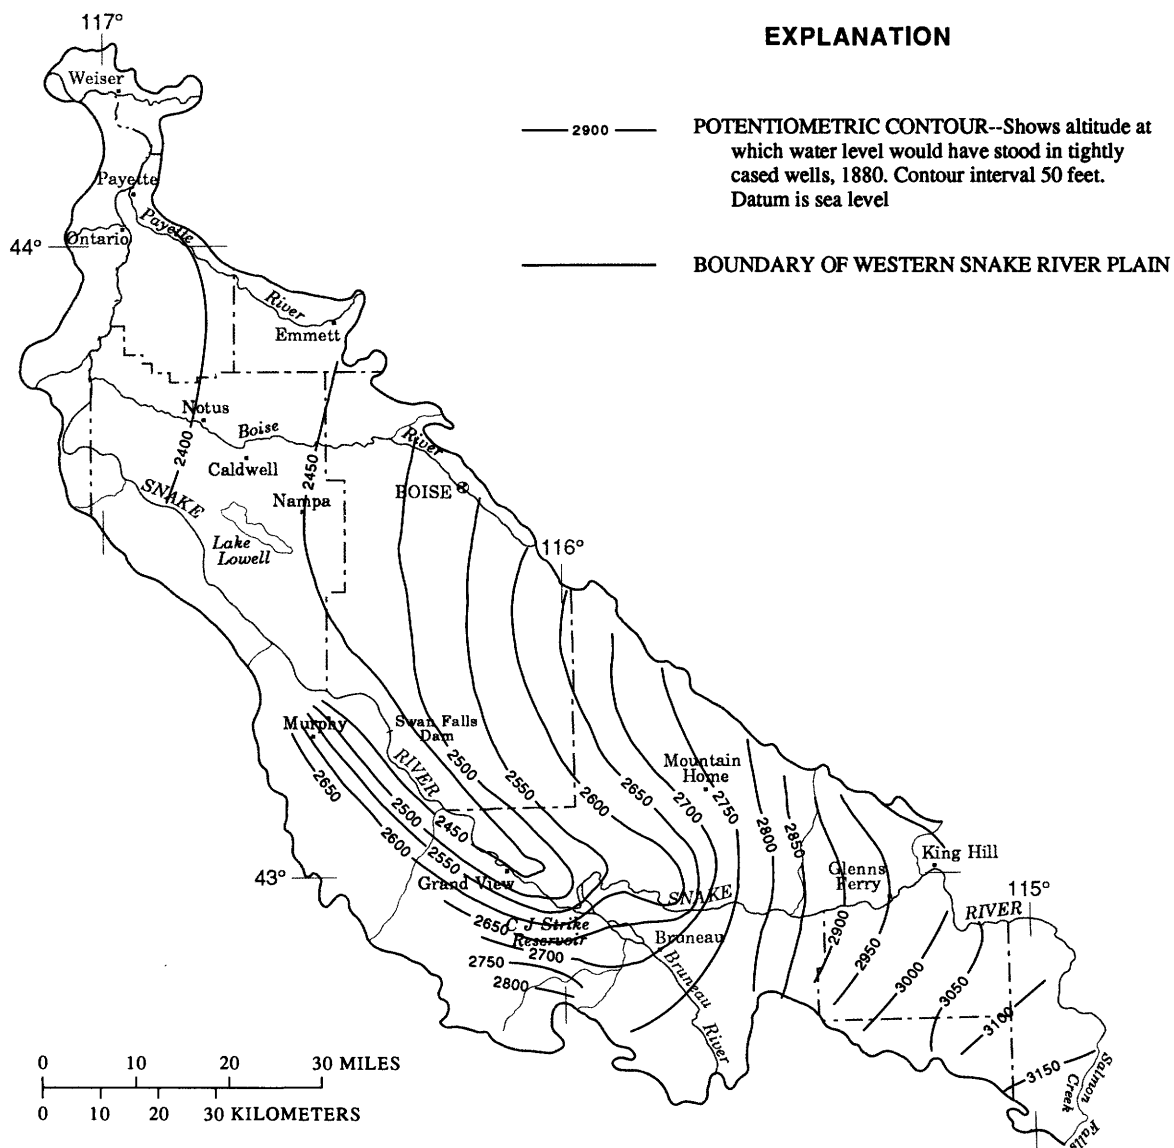 117°
EXPLANATION
2900
POTENTIOMETRIC CONTOUR--Shows altitude at
which water level would have stood in tightly
cased wells, 1880. Contour interval 50 feet.
Datum is sea level
BOUNDARY OF WESTERN SNAKE RIVER PLAIN
Weiser
Payette
Payette
River
44°
Ontario
Emmett
Notus
Boise
River
2400
2450
Caldwell
BOISE
SNAKE
Nampa
Lake
Lowell
116°
Murphy
Swan Falls
Dam
RIVER
2650
2500
2550
2600
2650
2700
2750
Mountain
Home
2800
2850
2500
2450
2600
2550
43°
Grand View
SNAKE
Glenns
Ferry
King Hill
115°
RIVER
2650
C J Strike
Reservoir
2700
2750
2800
Bruneau
Bruneau
River
2900
2950
3000
3050
3100
3150
Salmon
Creek
Falls
0 10 20 30 MILES
0 10 20 30 KILOMETERS